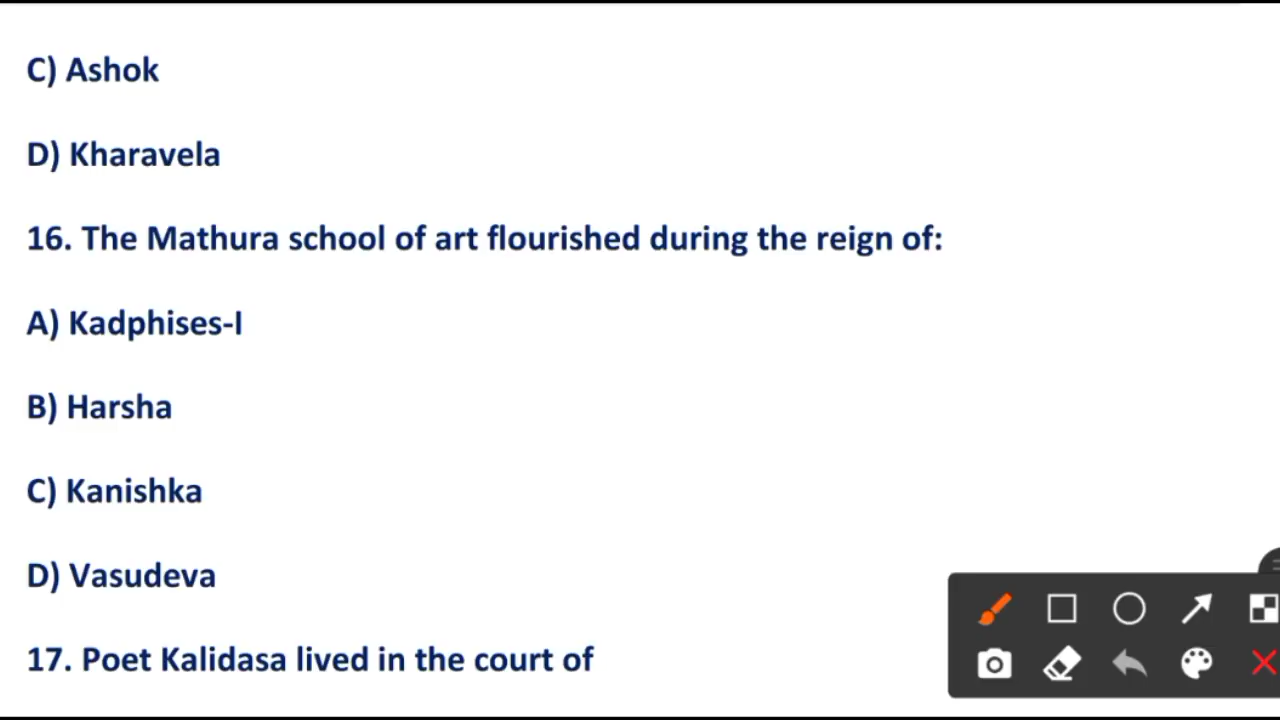 C) Ashok
D) Kharavela
16. The Mathura school of art flourished during the reign of:
A) Kadphises-I
B) Harsha
C) Kanishka
D) Vasudeva
17. Poet Kalidasa lived in the court of